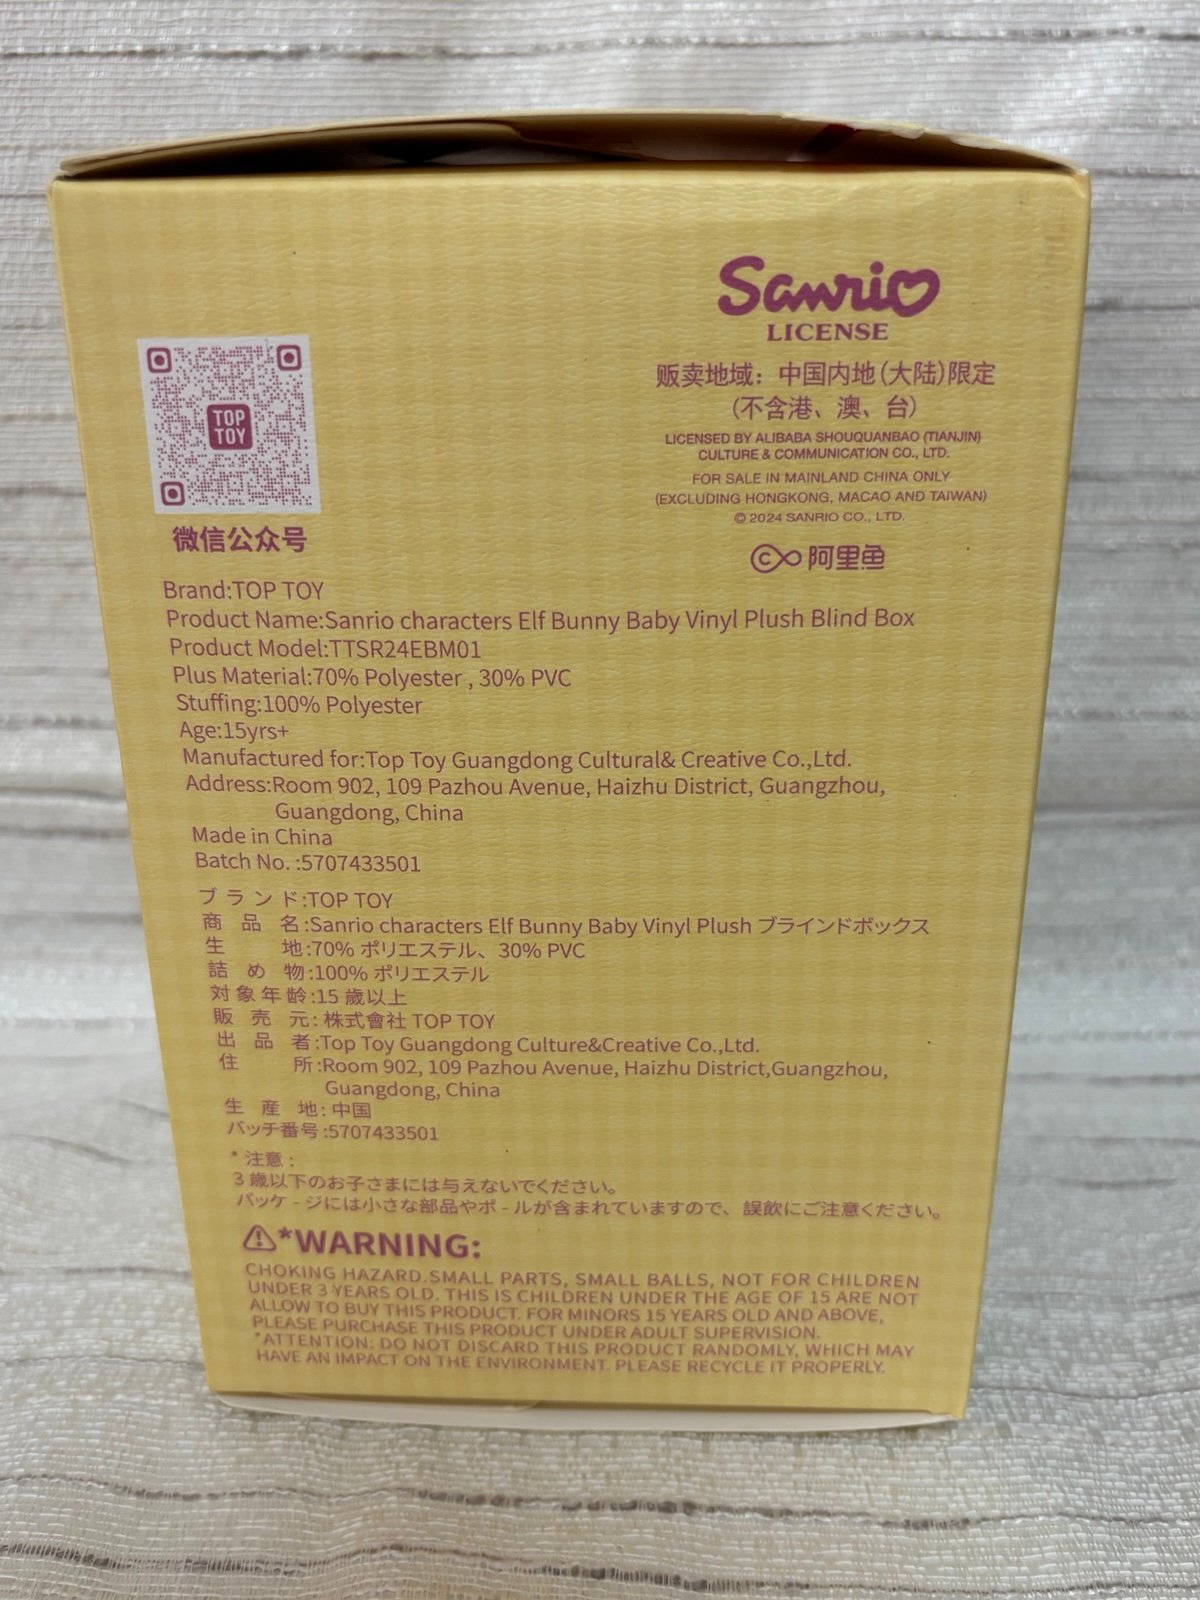 Sanrio
LICENSE
贩卖地域：中国内地(大陆)限定
(不含港、澳、台)
LICENSED BY ALIBABA SHOUQUANBAO (TIANJIN)
CULTURE & COMMUNICATION CO., LTD.
FOR SALE IN MAINLAND CHINA ONLY
(EXCLUDING HONGKONG, MACAO AND TAIWAN)
© 2024 SANRIO CO., LTD.
阿里鱼
TOP
TOY
微信公众号
Brand:TOP TOY
Product Name:Sanrio characters Elf Bunny Baby Vinyl Plush Blind Box
Product Model:TTSR24EBM01
Plus Material:70% Polyester , 30% PVC
Stuffing:100% Polyester
Age:15yrs+
Manufactured for:Top Toy Guangdong Cultural& Creative Co.,Ltd.
Address:Room 902, 109 Pazhou Avenue, Haizhu District, Guangzhou,
Guangdong, China
Made in China
Batch No. :5707433501
ブランド:TOP TOY
商品名:Sanrio characters Elf Bunny Baby Vinyl Plush ブラインドボックス
生地:70% ポリエステル、30% PVC
詰め物:100% ポリエステル
対象年齢:15 歳以上
販売元: 株式會社 TOP TOY
出品者:Top Toy Guangdong Culture&Creative Co.,Ltd.
住所:Room 902, 109 Pazhou Avenue, Haizhu District,Guangzhou,
Guangdong, China
生産地: 中国
バッチ番号:5707433501
* 注意 :
3 歳以下のお子さまには与えないでください。
パッケ - ジには小さな部品やボ - ルが含まれていますので、誤飲にご注意ください。
⚠*WARNING:
CHOKING HAZARD.SMALL PARTS, SMALL BALLS, NOT FOR CHILDREN
UNDER 3 YEARS OLD. THIS IS CHILDREN UNDER THE AGE OF 15 ARE NOT
ALLOW TO BUY THIS PRODUCT. FOR MINORS 15 YEARS OLD AND ABOVE,
PLEASE PURCHASE THIS PRODUCT UNDER ADULT SUPERVISION.
*ATTENTION: DO NOT DISCARD THIS PRODUCT RANDOMLY, WHICH MAY
HAVE AN IMPACT ON THE ENVIRONMENT. PLEASE RECYCLE IT PROPERLY.